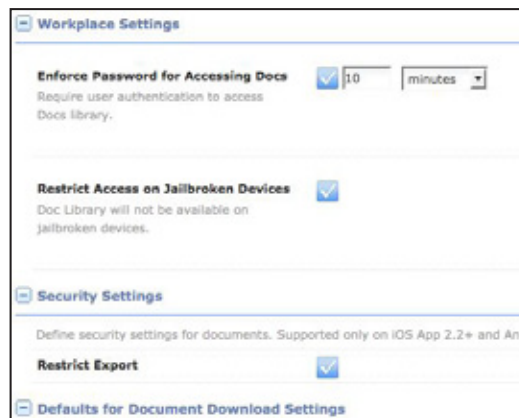 Workplace Settings
Enforce Password for Accessing Docs
10 minutes
Require user authentication to access
Docs library.
Restrict Access on Jailbroken Devices
Doc Library will not be available on
jailbroken devices.
Security Settings
Define security settings for documents. Supported only on iOS App 2.2+ and An
Restrict Export
Defaults for Document Download Settings